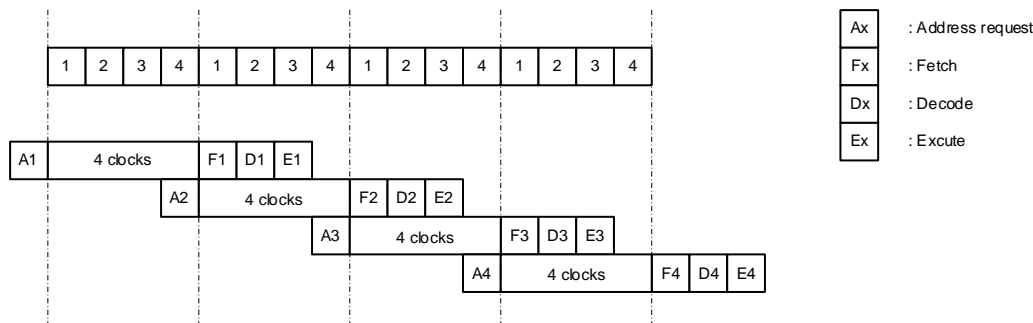 Ax : Address request
1 2 3 4 1 2 3 4 1 2 3 4 1 2 3 4
Fx : Fetch
Dx : Decode
Ex : Excute
A1 4 clocks F1 D1 E1
A2 4 clocks F2 D2 E2
A3 4 clocks F3 D3 E3
A4 4 clocks F4 D4 E4